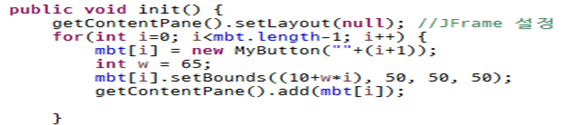 public void init() {
    getContentPane().setLayout(null); //JFrame 설정
    for(int i=0; i<mbt.length-1; i++) {
        mbt[i] = new MyButton(""+(i+1));
        int w = 65;
        mbt[i].setBounds((10+w*i), 50, 50, 50);
        getContentPane().add(mbt[i]);
    }